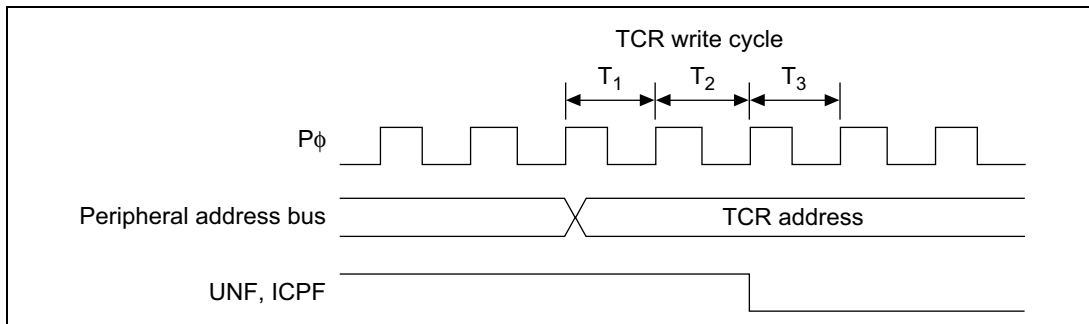 TCR write cycle
T1 T2 T3
Pϕ
Peripheral address bus TCR address
UNF, ICPF